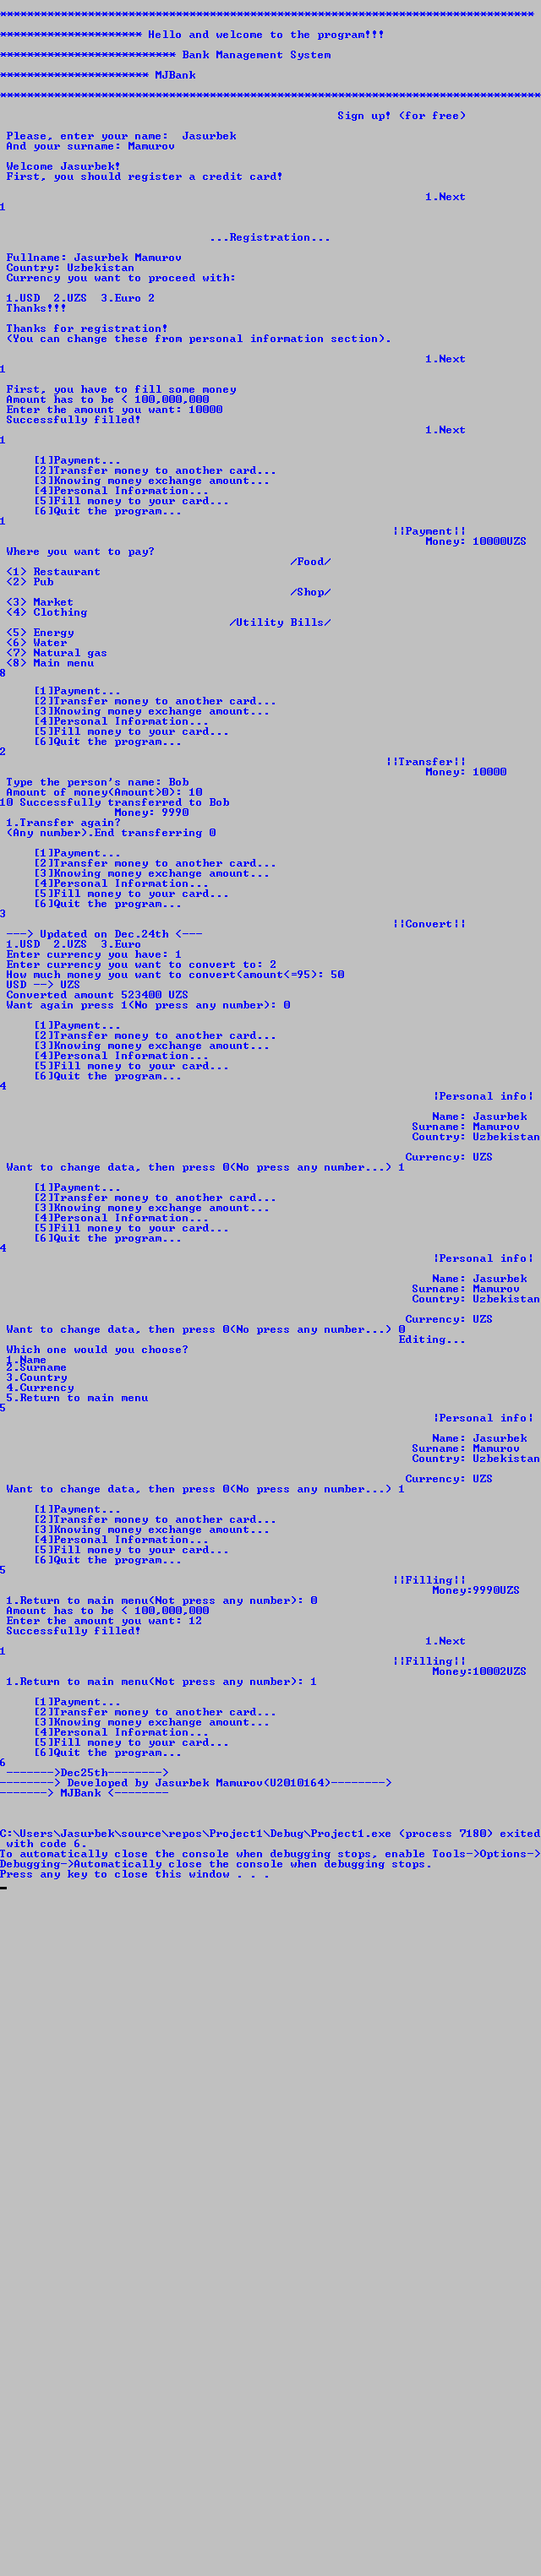 *******************************************************************************
********************* Hello and welcome to the program!!!
************************** Bank Management System
********************** MJBank
********************************************************************************
Sign up! (for free)
Please, enter your name:  Jasurbek
And your surname: Mamurov
Welcome Jasurbek!
First, you should register a credit card!
1.Next
1
...Registration...
Fullname: Jasurbek Mamurov
Country: Uzbekistan
Currency you want to proceed with:
1.USD  2.UZS  3.Euro 2
Thanks!!!
Thanks for registration!
(You can change these from personal information section).
1.Next
1
First, you have to fill some money
Amount has to be < 100,000,000
Enter the amount you want: 10000
Successfully filled!
1.Next
1
[1]Payment...
[2]Transfer money to another card...
[3]Knowing money exchange amount...
[4]Personal Information...
[5]Fill money to your card...
[6]Quit the program...
1
||Payment||
Money: 10000UZS
Where you want to pay?
/Food/
<1> Restaurant
<2> Pub
/Shop/
<3> Market
<4> Clothing
/Utility Bills/
<5> Energy
<6> Water
<7> Natural gas
<8> Main menu
8
[1]Payment...
[2]Transfer money to another card...
[3]Knowing money exchange amount...
[4]Personal Information...
[5]Fill money to your card...
[6]Quit the program...
2
||Transfer||
Money: 10000
Type the person's name: Bob
Amount of money(Amount>0): 10
10 Successfully transferred to Bob
Money: 9990
1.Transfer again?
(Any number).End transferring 0
[1]Payment...
[2]Transfer money to another card...
[3]Knowing money exchange amount...
[4]Personal Information...
[5]Fill money to your card...
[6]Quit the program...
3
||Convert||
---> Updated on Dec.24th <---
1.USD  2.UZS  3.Euro
Enter currency you have: 1
Enter currency you want to convert to: 2
How much money you want to convert(amount<=95): 50
USD --> UZS
Converted amount 523400 UZS
Want again press 1(No press any number): 0
[1]Payment...
[2]Transfer money to another card...
[3]Knowing money exchange amount...
[4]Personal Information...
[5]Fill money to your card...
[6]Quit the program...
4
|Personal info|
Name: Jasurbek
Surname: Mamurov
Country: Uzbekistan
Currency: UZS
Want to change data, then press 0(No press any number...) 1
[1]Payment...
[2]Transfer money to another card...
[3]Knowing money exchange amount...
[4]Personal Information...
[5]Fill money to your card...
[6]Quit the program...
4
|Personal info|
Name: Jasurbek
Surname: Mamurov
Country: Uzbekistan
Currency: UZS
Want to change data, then press 0(No press any number...) 0
Editing...
Which one would you choose?
1.Name
2.Surname
3.Country
4.Currency
5.Return to main menu
5
|Personal info|
Name: Jasurbek
Surname: Mamurov
Country: Uzbekistan
Currency: UZS
Want to change data, then press 0(No press any number...) 1
[1]Payment...
[2]Transfer money to another card...
[3]Knowing money exchange amount...
[4]Personal Information...
[5]Fill money to your card...
[6]Quit the program...
5
||Filling||
Money:9990UZS
1.Return to main menu(Not press any number): 0
Amount has to be < 100,000,000
Enter the amount you want: 12
Successfully filled!
1.Next
1
||Filling||
Money:10002UZS
1.Return to main menu(Not press any number): 1
[1]Payment...
[2]Transfer money to another card...
[3]Knowing money exchange amount...
[4]Personal Information...
[5]Fill money to your card...
[6]Quit the program...
6
------->Dec25th-------->
--------> Developed by Jasurbek Mamurov(U2010164)-------->
-------> MJBank <--------
C:\Users\Jasurbek\source\repos\Project1\Debug\Project1.exe (process 7180) exited
with code 6.
To automatically close the console when debugging stops, enable Tools->Options->
Debugging->Automatically close the console when debugging stops.
Press any key to close this window . . .